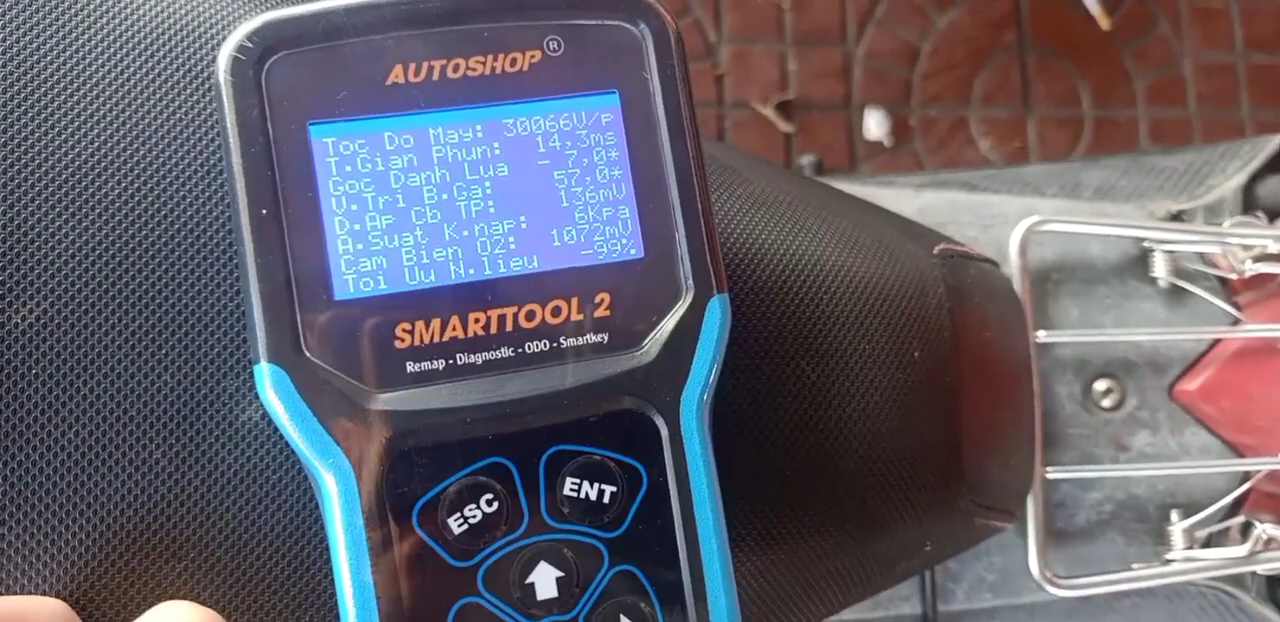 AUTOSHOP ®
Toc Do May: 30066V/p
T.Gian Phun: 14,3ms
Goc Danh Lua - 7,0*
V.Tri B.Ga: 57,0*
D.Ap Cb TP: 136mV
A.Suat K.nap: 6Kpa
Cam Bien O2: 1072mV
Toi Uu N.lieu -99%
SMARTTOOL 2
Remap - Diagnostic - ODO - Smartkey
ESC
ENT